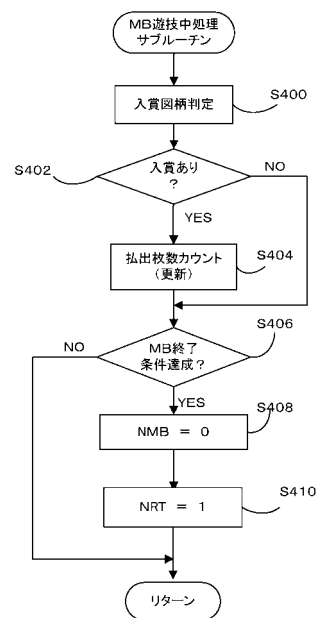 MB遊技中処理
サブルーチン
入賞図柄判定
S400
S402
入賞あり
?
NO
YES
払出枚数カウント
(更新)
S404
S406
NO
MB終了
条件達成?
YES
S408
NMB = 0
NRT = 1
S410
リターン